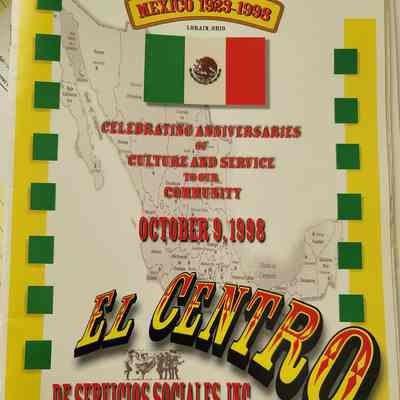 MEXICO 1923-1998
LORAIN, OHIO
CELEBRATING ANNIVERSARIES
OF
CULTURE AND SERVICE
TO OUR
COMMUNITY
OCTOBER 9, 1998
EL CENTRO
DE SERVICIOS SOCIALES, INC.